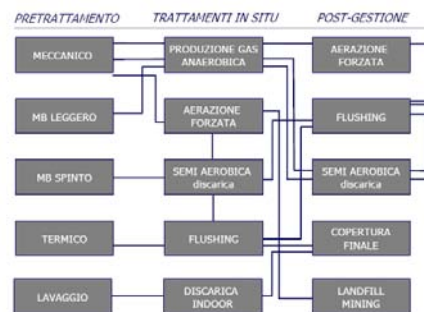 PRETRATTAMENTO TRATTAMENTI IN SITU POST-GESTIONE
MECCANICO
PRODUZIONE GAS
ANAEROBICA
AERAZIONE
FORZATA
MB LEGGERO
AERAZIONE
FORZATA
FLUSHING
MB SPINTO
SEMI AEROBICA
discarica
SEMI AEROBICA
discarica
TERMICO
FLUSHING
COPERTURA
FINALE
LAVAGGIO
DISCARICA
INDOOR
LANDFILL
MINING